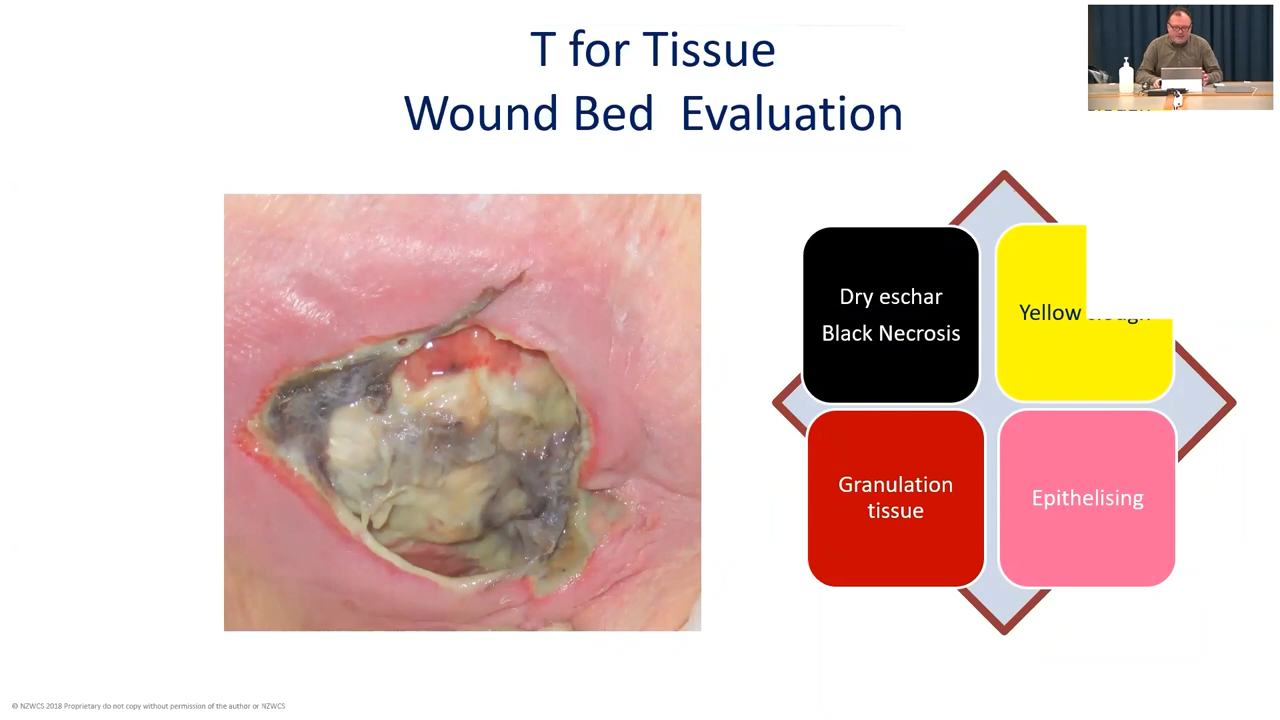 T for Tissue
Wound Bed Evaluation
Dry eschar
Black Necrosis
Yellow
Granulation
tissue
Epithelising
© NZWCS 2018 Proprietary do not copy without permission of the author or NZWCS